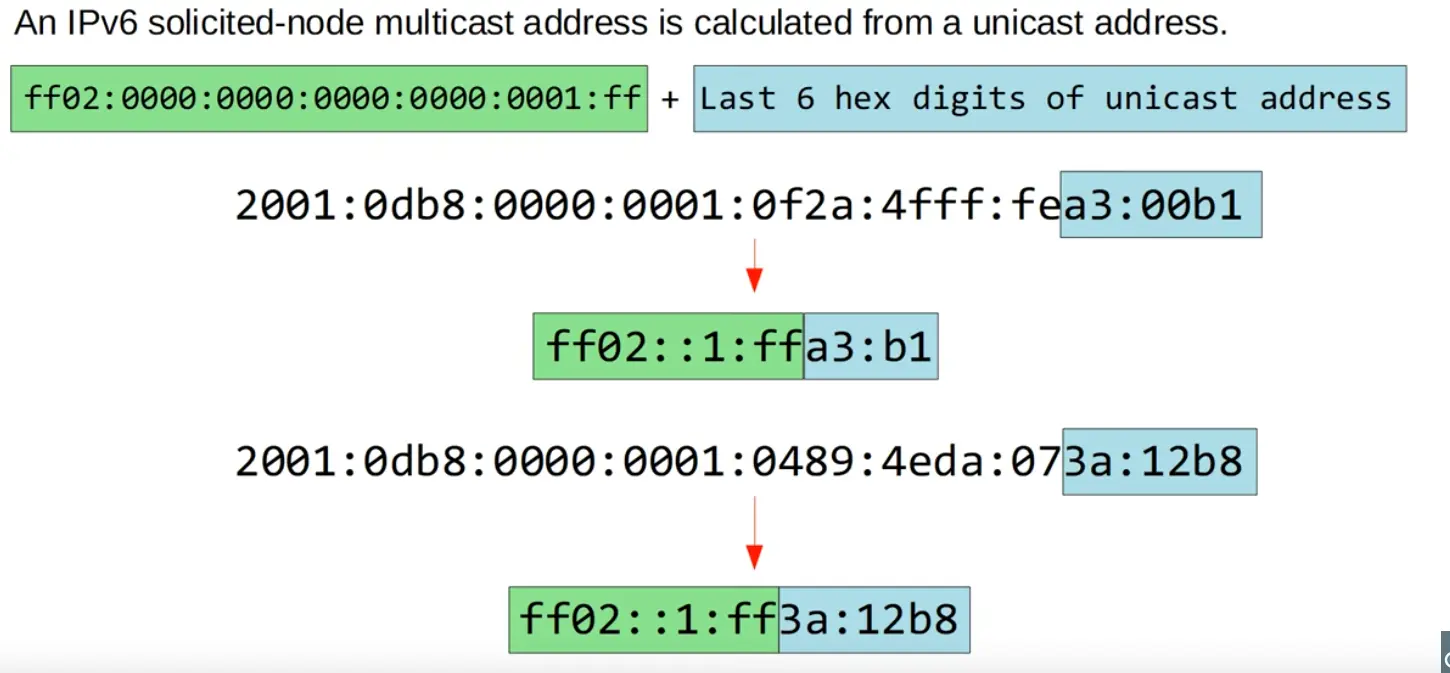 An IPv6 solicited-node multicast address is calculated from a unicast address.
ff02:0000:0000:0000:0000:0001:ff + Last 6 hex digits of unicast address
2001:0db8:0000:0001:0f2a:4fff:fea3:00b1
ff02::1:ffa3:b1
2001:0db8:0000:0001:0489:4eda:073a:12b8
ff02::1:ff3a:12b8